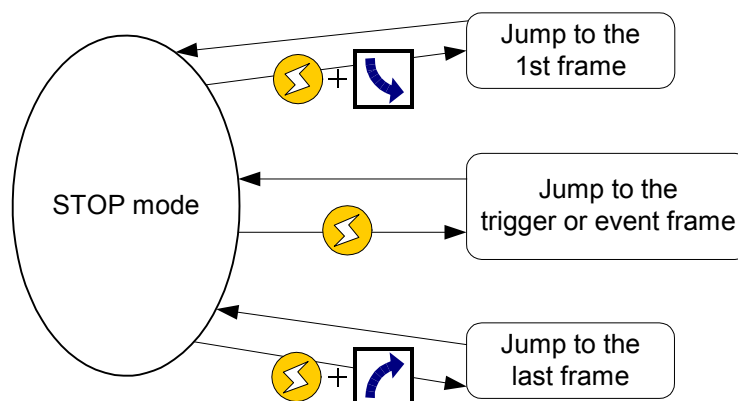 Jump to the
1st frame
+
STOP mode
Jump to the
trigger or event frame
Jump to the
last frame
+